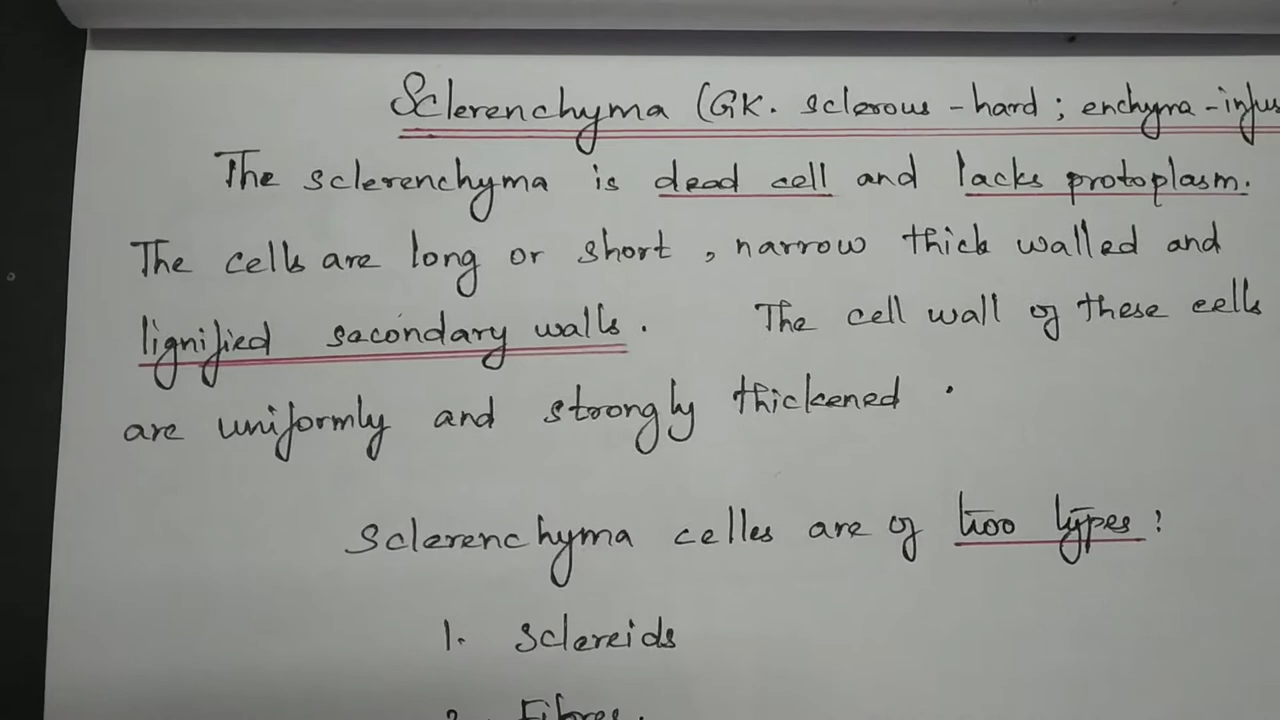 Sclerenchyma (GK. sclerous - hard ; enchyma - infus
The sclerenchyma is dead cell and lacks protoplasm.
The cells are long or short , narrow thick walled and
lignified secondary walls . The cell wall of these cells
are uniformly and strongly thickened .
Sclerenchyma celles are of two types :
1. Sclereids
2. Fibres.